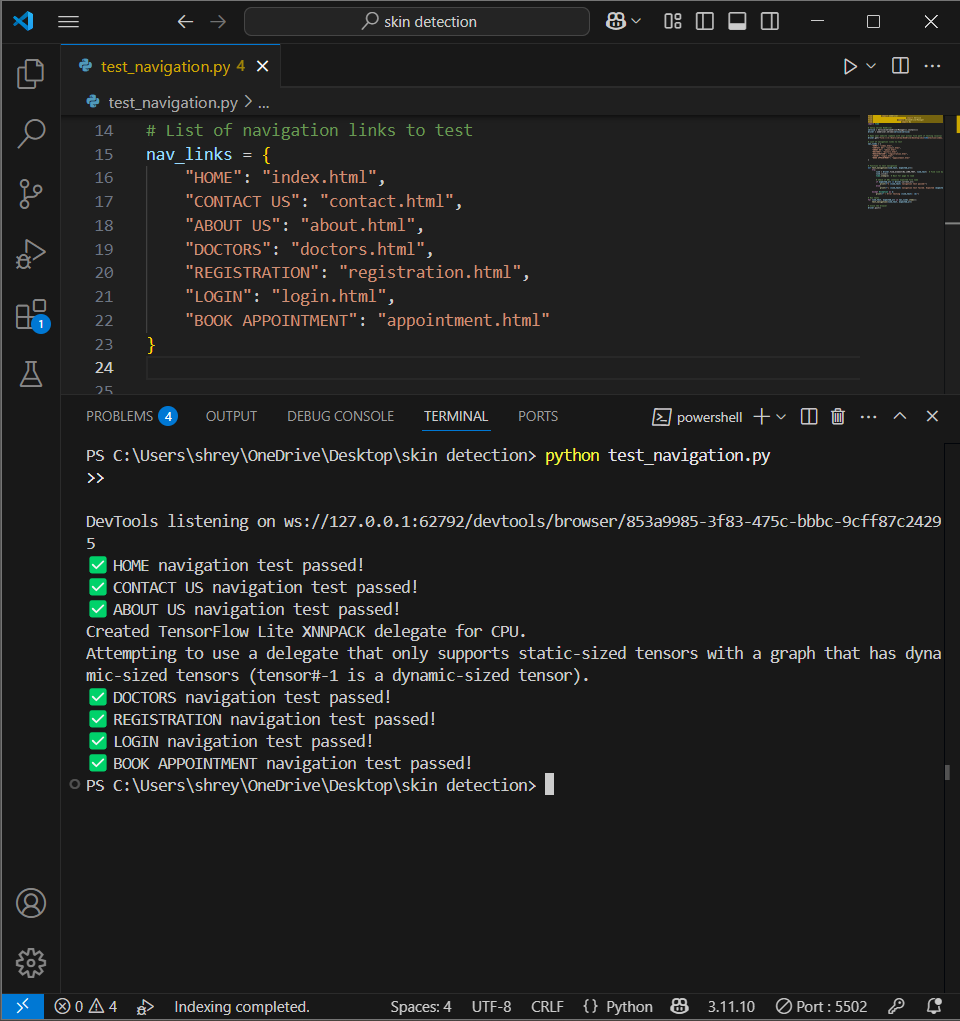 skin detection
test_navigation.py 4
test_navigation.py > ...
14 # List of navigation links to test
15 nav_links = {
16 "HOME": "index.html",
17 "CONTACT US": "contact.html",
18 "ABOUT US": "about.html",
19 "DOCTORS": "doctors.html",
20 "REGISTRATION": "registration.html",
21 "LOGIN": "login.html",
22 "BOOK APPOINTMENT": "appointment.html"
23 }
24
25
1
PROBLEMS 4 OUTPUT DEBUG CONSOLE TERMINAL PORTS powershell
PS C:\Users\shrey\OneDrive\Desktop\skin detection> python test_navigation.py
>>
DevTools listening on ws://127.0.0.1:62792/devtools/browser/853a9985-3f83-475c-bbbc-9cff87c2429
5
✅ HOME navigation test passed!
✅ CONTACT US navigation test passed!
✅ ABOUT US navigation test passed!
Created TensorFlow Lite XNNPACK delegate for CPU.
Attempting to use a delegate that only supports static-sized tensors with a graph that has dyna
mic-sized tensors (tensor#-1 is a dynamic-sized tensor).
✅ DOCTORS navigation test passed!
✅ REGISTRATION navigation test passed!
✅ LOGIN navigation test passed!
✅ BOOK APPOINTMENT navigation test passed!
PS C:\Users\shrey\OneDrive\Desktop\skin detection>
0 4 Indexing completed. Spaces: 4 UTF-8 CRLF {} Python 3.11.10 Port : 5502